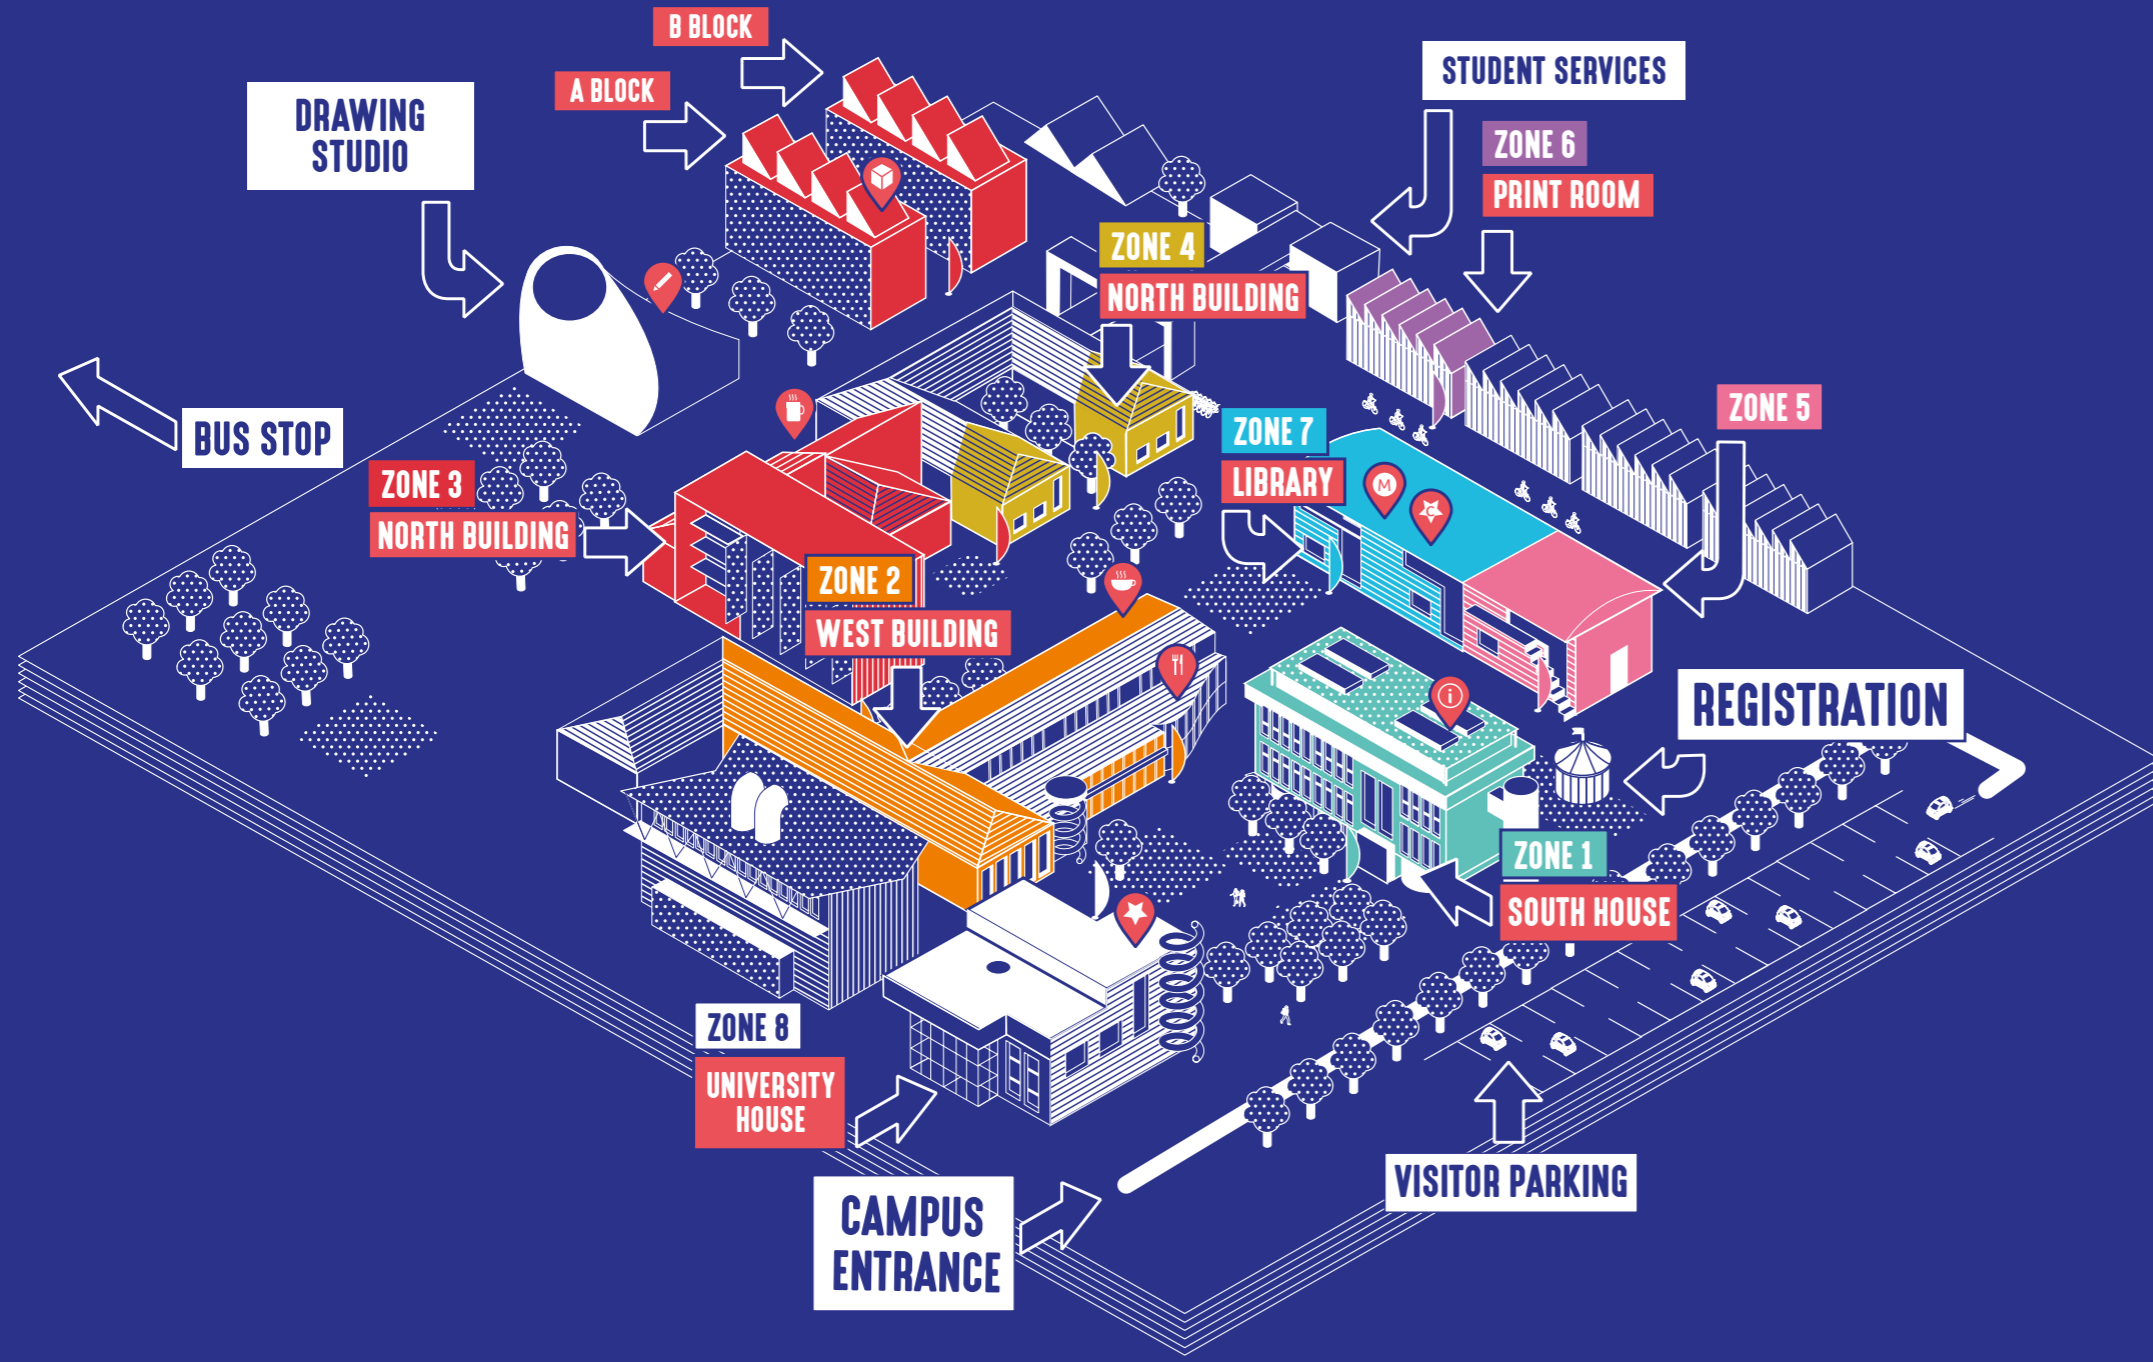 B BLOCK
A BLOCK
DRAWING
STUDIO
STUDENT SERVICES
ZONE 6
PRINT ROOM
ZONE 4
NORTH BUILDING
BUS STOP
ZONE 5
ZONE 7
LIBRARY
M
C
ZONE 3
NORTH BUILDING
ZONE 2
WEST BUILDING
i
REGISTRATION
ZONE 1
SOUTH HOUSE
ZONE 8
UNIVERSITY
HOUSE
VISITOR PARKING
CAMPUS
ENTRANCE